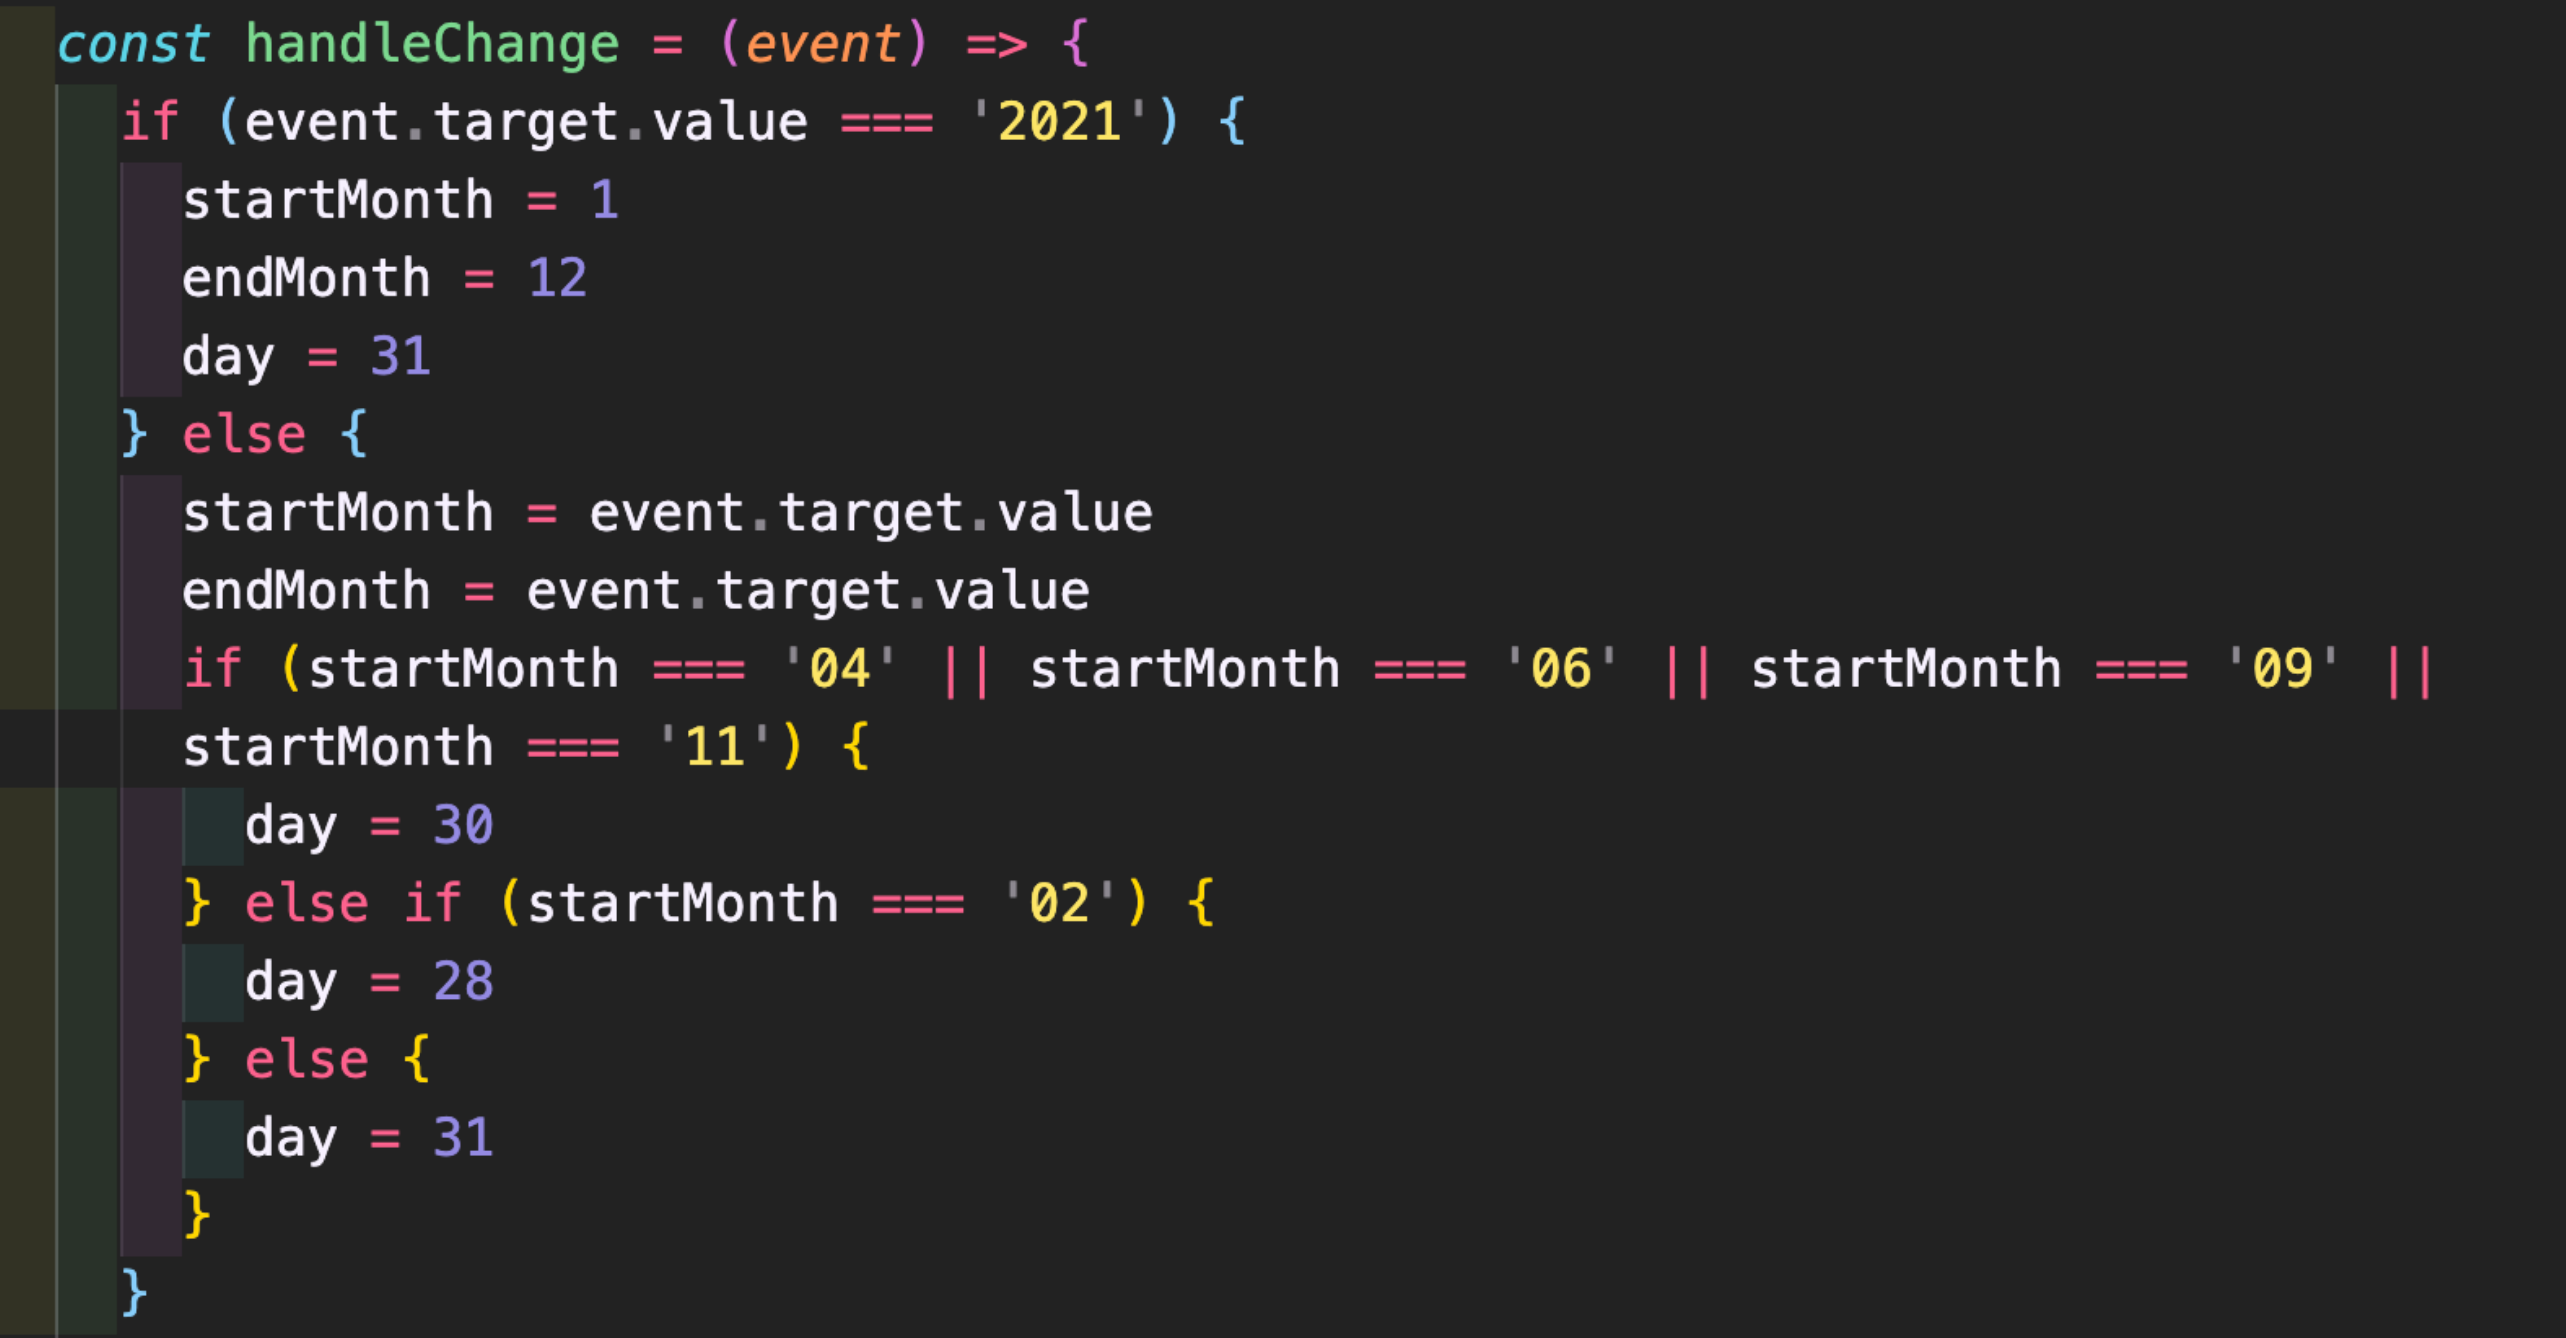 const handleChange = (event) => {
if (event.target.value === '2021') {
startMonth = 1
endMonth = 12
day = 31
} else {
startMonth = event.target.value
endMonth = event.target.value
if (startMonth === '04' || startMonth === '06' || startMonth === '09' ||
startMonth === '11') {
day = 30
} else if (startMonth === '02') {
day = 28
} else {
day = 31
}
}